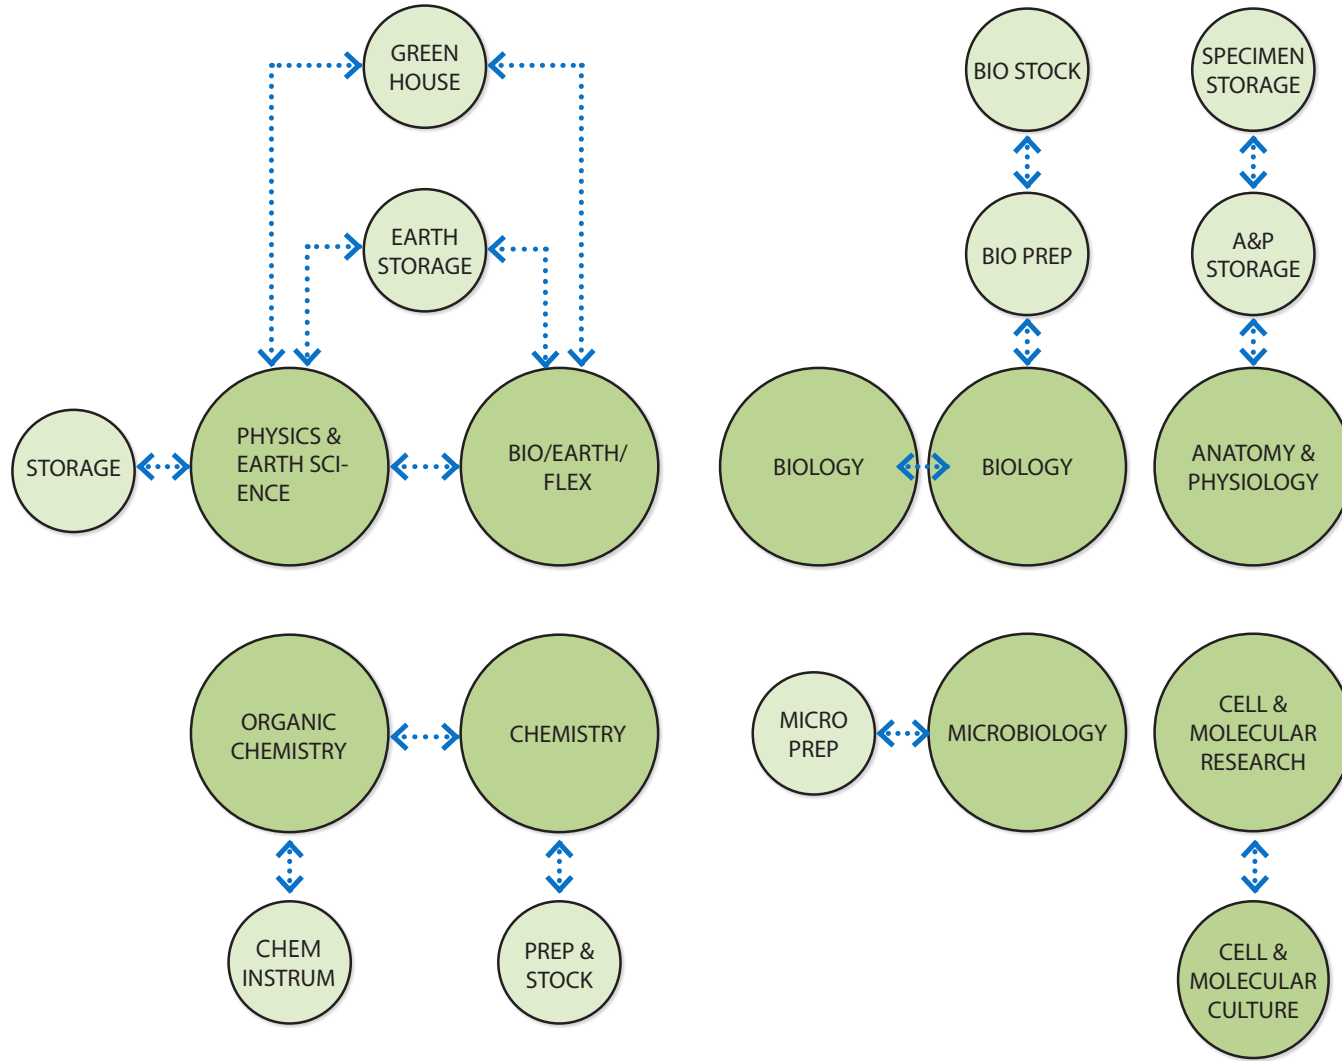 GREEN
HOUSE
BIO STOCK
SPECIMEN
STORAGE
EARTH
STORAGE
BIO PREP
A&P
STORAGE
STORAGE
PHYSICS &
EARTH SCI-
ENCE
BIO/EARTH/
FLEX
BIOLOGY
BIOLOGY
ANATOMY &
PHYSIOLOGY
ORGANIC
CHEMISTRY
CHEMISTRY
MICRO
PREP
MICROBIOLOGY
CELL &
MOLECULAR
RESEARCH
CHEM
INSTRUM
PREP &
STOCK
CELL &
MOLECULAR
CULTURE